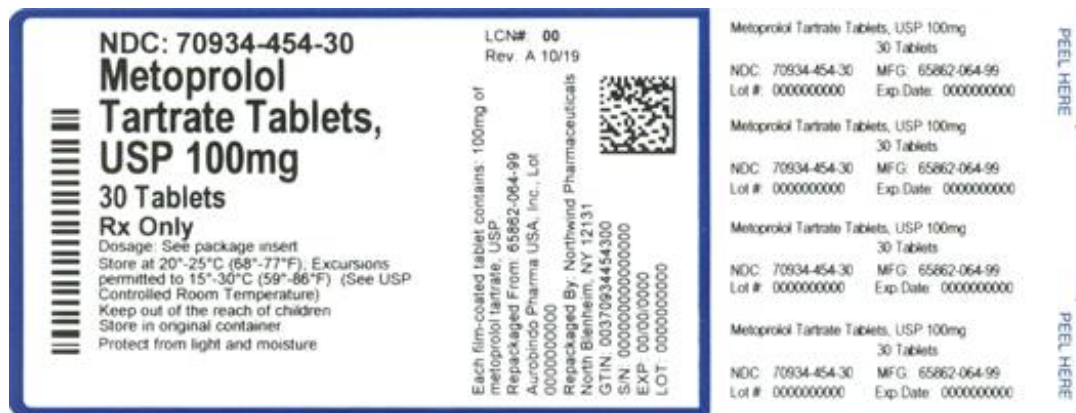 NDC: 70934-454-30
Metoprolol
Tartrate Tablets,
USP 100mg
30 Tablets
Rx Only
Dosage: See package insert
Store at 20°-25°C (68°-77°F), Excursions
permitted to 15°-30°C (59°-86°F) (See USP
Controlled Room Temperature)
Keep out of the reach of children
Store in original container
Protect from light and moisture
LCN#: 00
Rev. A 10/19
Each film-coated tablet contains: 100mg of
metoprolol tartrate, USP
Repackaged From: 65862-064-99
Aurobindo Pharma USA, Inc., Lot
0000000000
Repackaged By: Northwind Pharmaceuticals
North Blenheim, NY 12131
GTIN: 00370934454300
S/N: 00000000000000
EXP: 00/00/0000
LOT: 0000000000
Metoprolol Tartrate Tablets, USP 100mg
30 Tablets
NDC: 70934-454-30 MFG: 65862-064-99
Lot #: 0000000000 Exp.Date: 0000000000
Metoprolol Tartrate Tablets, USP 100mg
30 Tablets
NDC: 70934-454-30 MFG: 65862-064-99
Lot #: 0000000000 Exp.Date: 0000000000
Metoprolol Tartrate Tablets, USP 100mg
30 Tablets
NDC: 70934-454-30 MFG: 65862-064-99
Lot #: 0000000000 Exp.Date: 0000000000
Metoprolol Tartrate Tablets, USP 100mg
30 Tablets
NDC: 70934-454-30 MFG: 65862-064-99
Lot #: 0000000000 Exp.Date: 0000000000
PEEL HERE
PEEL HERE